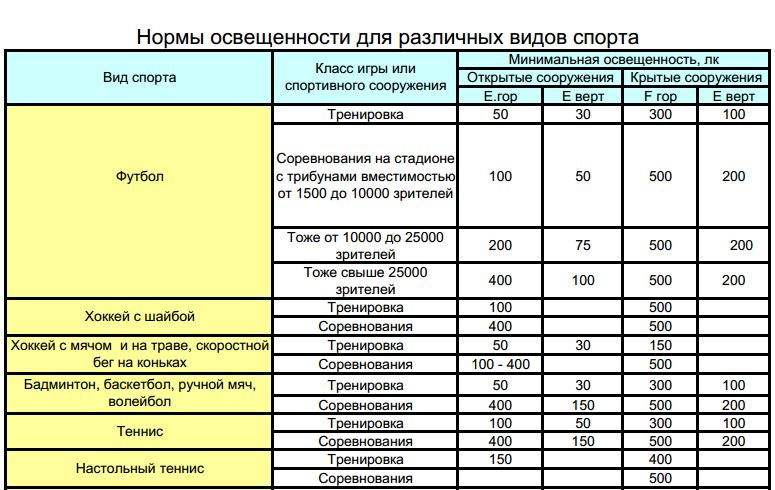 Нормы освещенности для различных видов спорта
Вид спорта
Класс игры или
спортивного сооружения
Минимальная освещенность, лк
Открытые сооружения Крытые сооружения
Е.гор Е верт F гор Е верт
Футбол
Тренировка 50 30 300 100
Соревнования на стадионе
с трибунами вместимостью
от 1500 до 10000 зрителей
100 50 500 200
Тоже от 10000 до 25000
зрителей
200 75 500 200
Тоже свыше 25000
зрителей
400 100 500 200
Хоккей с шайбой
Тренировка 100 500
Соревнования 400 500
Хоккей с мячом и на траве, скоростной
бег на коньках
Тренировка 50 30 150
Соревнования 100 - 400 500
Бадминтон, баскетбол, ручной мяч,
волейбол
Тренировка 50 30 300 100
Соревнования 400 150 500 200
Теннис
Тренировка 100 50 300 100
Соревнования 400 150 500 200
Настольный теннис
Тренировка 150 400
Соревнования 500